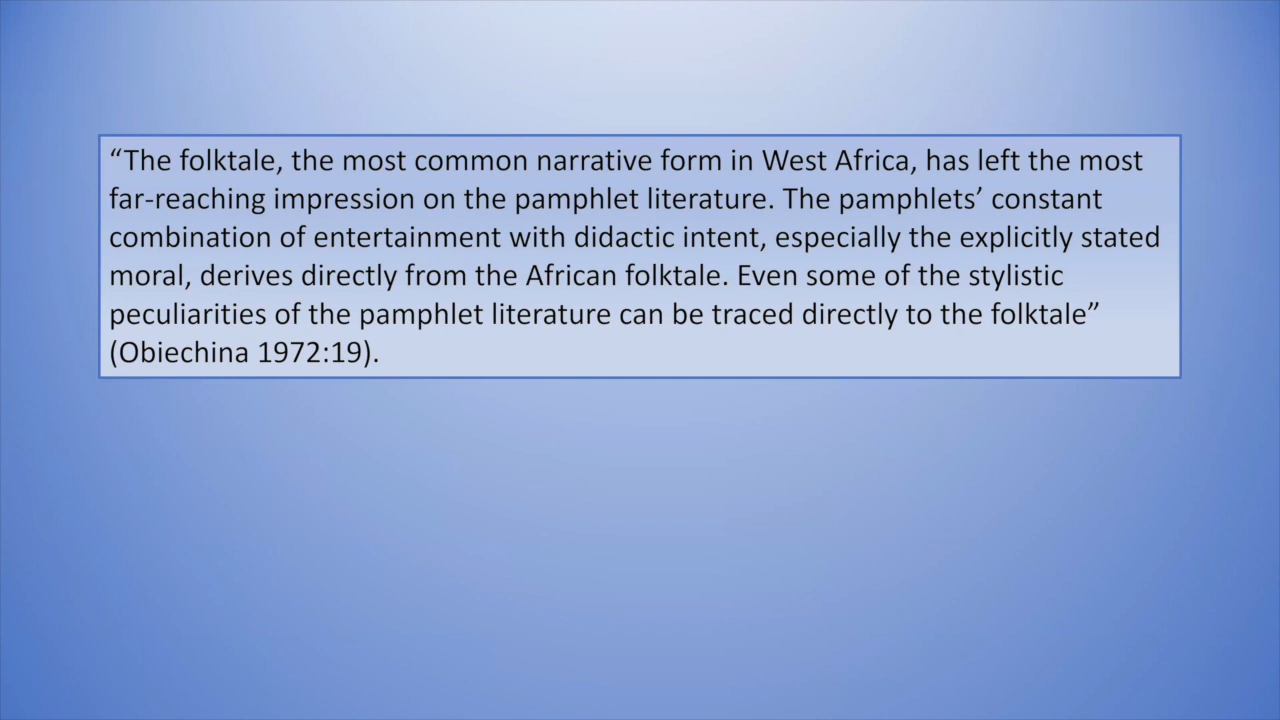 “The folktale, the most common narrative form in West Africa, has left the most
far-reaching impression on the pamphlet literature. The pamphlets’ constant
combination of entertainment with didactic intent, especially the explicitly stated
moral, derives directly from the African folktale. Even some of the stylistic
peculiarities of the pamphlet literature can be traced directly to the folktale”
(Obiechina 1972:19).